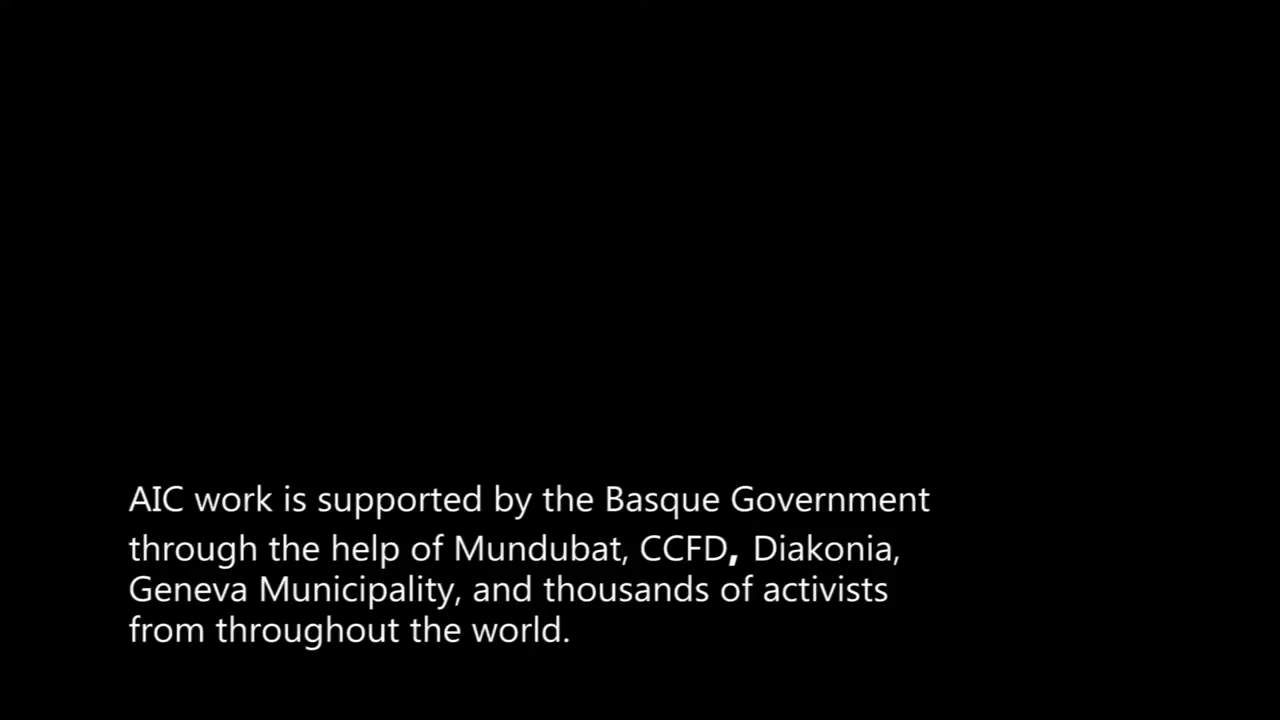 AIC work is supported by the Basque Government
through the help of Mundubat, CCFD, Diakonia,
Geneva Municipality, and thousands of activists
from throughout the world.